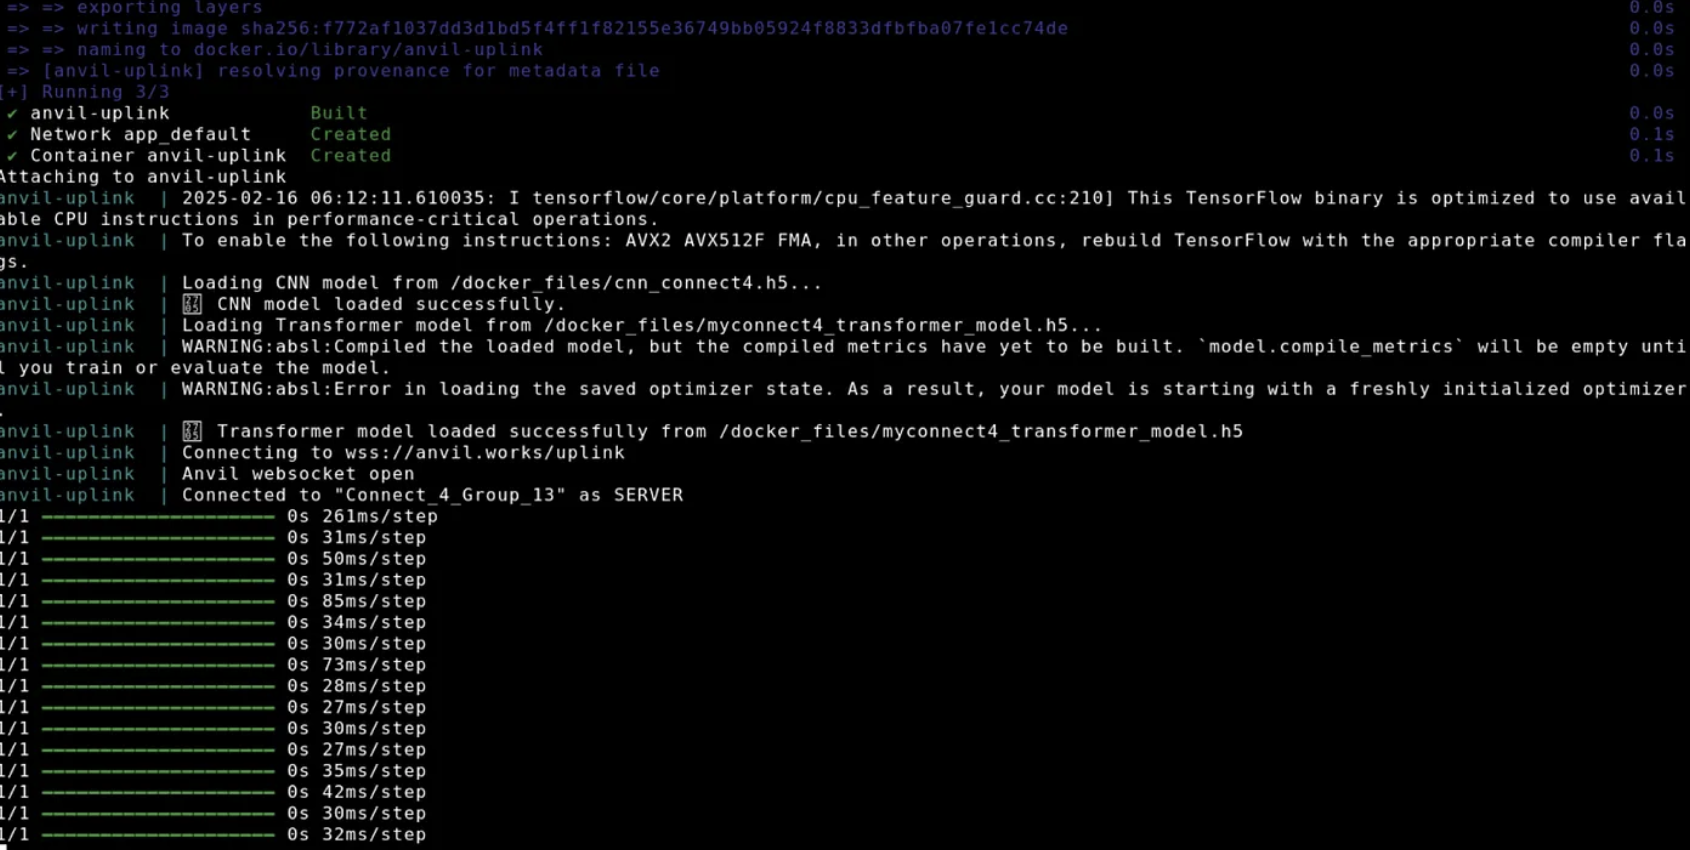 => => exporting layers 0.0s
=> => writing image sha256:f772af1037dd3d1bd5f4ff1f82155e36749bb05924f8833dfbfba07fe1cc74de 0.0s
=> => naming to docker.io/library/anvil-uplink 0.0s
=> [anvil-uplink] resolving provenance for metadata file 0.0s
[+] Running 3/3
✔ anvil-uplink Built 0.0s
✔ Network app_default Created 0.1s
✔ Container anvil-uplink Created 0.1s
Attaching to anvil-uplink
anvil-uplink | 2025-02-16 06:12:11.610035: I tensorflow/core/platform/cpu_feature_guard.cc:210] This TensorFlow binary is optimized to use avail
able CPU instructions in performance-critical operations.
anvil-uplink | To enable the following instructions: AVX2 AVX512F FMA, in other operations, rebuild TensorFlow with the appropriate compiler fla
gs.
anvil-uplink | Loading CNN model from /docker_files/cnn_connect4.h5...
anvil-uplink | 2705 CNN model loaded successfully.
anvil-uplink | Loading Transformer model from /docker_files/myconnect4_transformer_model.h5...
anvil-uplink | WARNING:absl:Compiled the loaded model, but the compiled metrics have yet to be built. `model.compile_metrics` will be empty unti
l you train or evaluate the model.
anvil-uplink | WARNING:absl:Error in loading the saved optimizer state. As a result, your model is starting with a freshly initialized optimizer
.
anvil-uplink | 2705 Transformer model loaded successfully from /docker_files/myconnect4_transformer_model.h5
anvil-uplink | Connecting to wss://anvil.works/uplink
anvil-uplink | Anvil websocket open
anvil-uplink | Connected to "Connect_4_Group_13" as SERVER
1/1 ━━━━━━━━━━━━━━━━━━━━ 0s 261ms/step
1/1 ━━━━━━━━━━━━━━━━━━━━ 0s 31ms/step
1/1 ━━━━━━━━━━━━━━━━━━━━ 0s 50ms/step
1/1 ━━━━━━━━━━━━━━━━━━━━ 0s 31ms/step
1/1 ━━━━━━━━━━━━━━━━━━━━ 0s 85ms/step
1/1 ━━━━━━━━━━━━━━━━━━━━ 0s 34ms/step
1/1 ━━━━━━━━━━━━━━━━━━━━ 0s 30ms/step
1/1 ━━━━━━━━━━━━━━━━━━━━ 0s 73ms/step
1/1 ━━━━━━━━━━━━━━━━━━━━ 0s 28ms/step
1/1 ━━━━━━━━━━━━━━━━━━━━ 0s 27ms/step
1/1 ━━━━━━━━━━━━━━━━━━━━ 0s 30ms/step
1/1 ━━━━━━━━━━━━━━━━━━━━ 0s 27ms/step
1/1 ━━━━━━━━━━━━━━━━━━━━ 0s 35ms/step
1/1 ━━━━━━━━━━━━━━━━━━━━ 0s 42ms/step
1/1 ━━━━━━━━━━━━━━━━━━━━ 0s 30ms/step
1/1 ━━━━━━━━━━━━━━━━━━━━ 0s 32ms/step